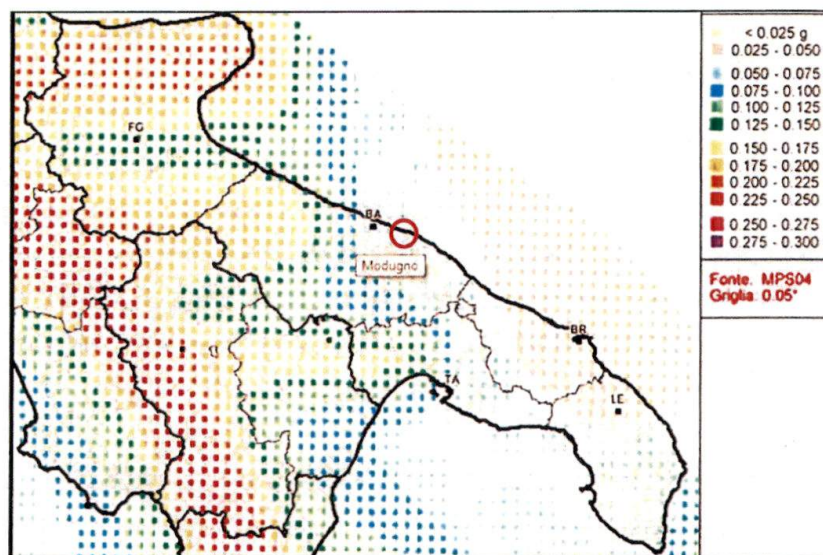 FG
BA
Modugno
BR
TA
LE
< 0.025 g
0.025 - 0.050
0.050 - 0.075
0.075 - 0.100
0.100 - 0.125
0.125 - 0.150
0.150 - 0.175
0.175 - 0.200
0.200 - 0.225
0.225 - 0.250
0.250 - 0.275
0.275 - 0.300
Fonte. MPS04
Griglia: 0.05°